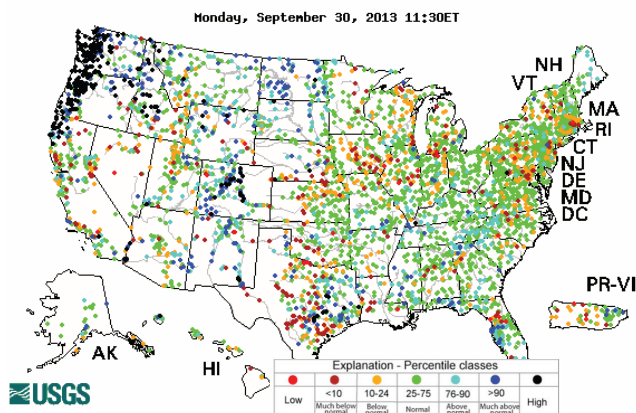 Monday, September 30, 2013 11:30ET
NH
VT
MA
RI
CT
NJ
DE
MD
DC
PR-VI
AK
HI
USGS
Explanation - Percentile classes
Low <10 10-24 25-75 76-90 >90 High
Much below normal Below normal Normal Above normal Much above normal